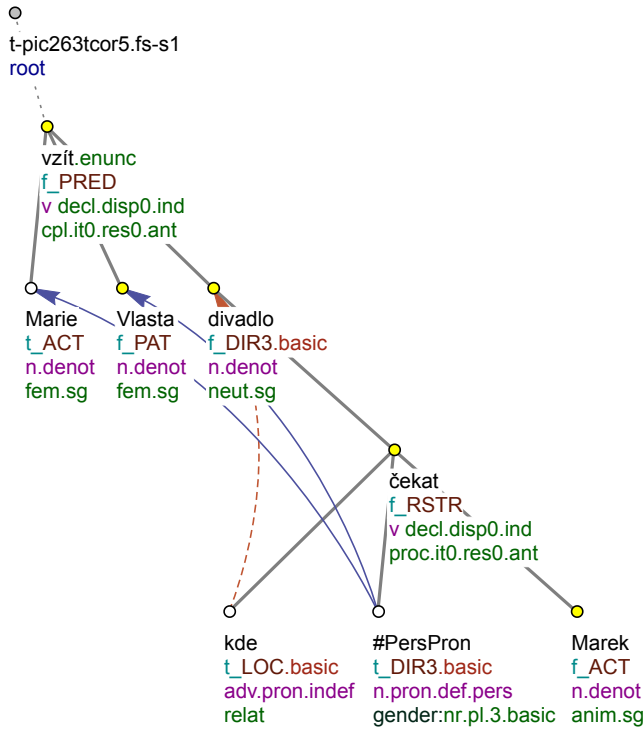 t-pic263tcor5.fs-s1
root
vzít.enunc
f_PRED
v decl.disp0.ind
cpl.it0.res0.ant
Marie
t_ACT
n.denot
fem.sg
Vlasta
f_PAT
n.denot
fem.sg
divadlo
f_DIR3.basic
n.denot
neut.sg
čekat
f_RSTR
v decl.disp0.ind
proc.it0.res0.ant
kde
t_LOC.basic
adv.pron.indef
relat
#PersPron
t_DIR3.basic
n.pron.def.pers
gender:nr.pl.3.basic
Marek
f_ACT
n.denot
anim.sg